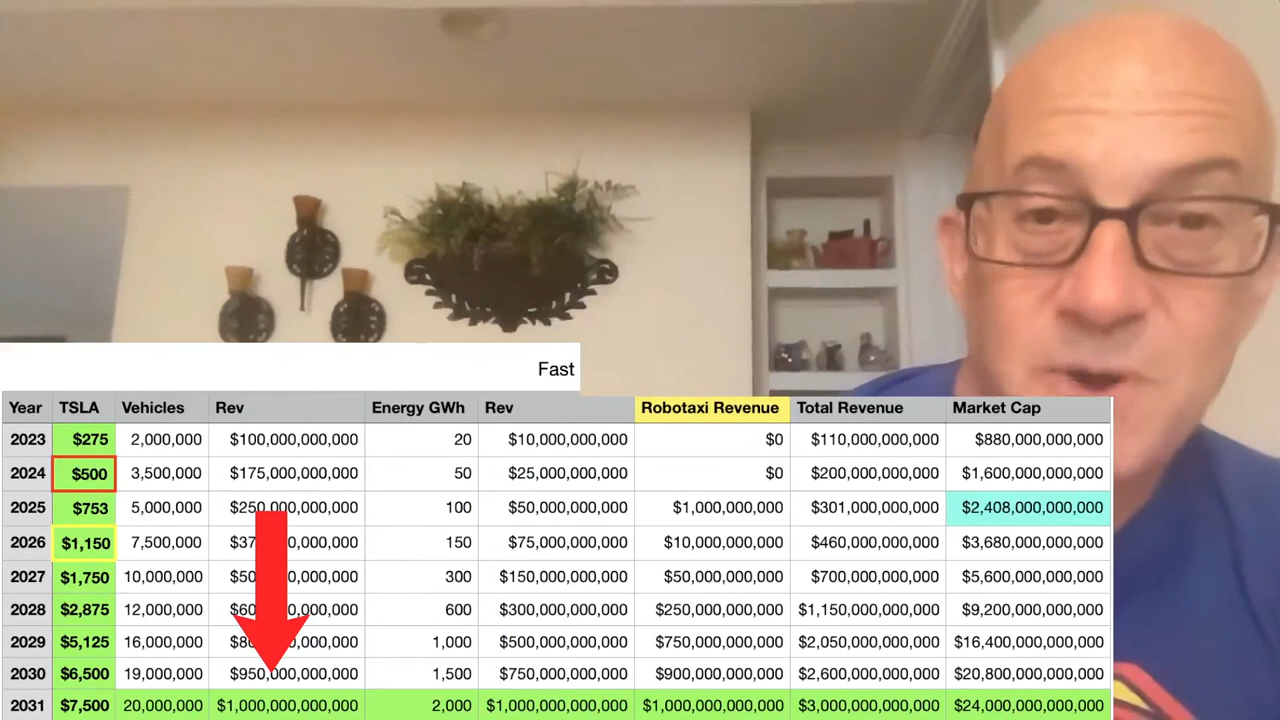 Fast
Year TSLA Vehicles Rev Energy GWh Rev Robotaxi Revenue Total Revenue Market Cap
2023 $275 2,000,000 $100,000,000,000 20 $10,000,000,000 $0 $110,000,000,000 $880,000,000,000
2024 $500 3,500,000 $175,000,000,000 50 $25,000,000,000 $0 $200,000,000,000 $1,600,000,000,000
2025 $753 5,000,000 $250,000,000,000 100 $50,000,000,000 $1,000,000,000 $301,000,000,000 $2,408,000,000,000
2026 $1,150 7,500,000 150 $75,000,000,000 $10,000,000,000 $460,000,000,000 $3,680,000,000,000
2027 $1,750 10,000,000 300 $150,000,000,000 $50,000,000,000 $700,000,000,000 $5,600,000,000,000
2028 $2,875 12,000,000 600 $300,000,000,000 $250,000,000,000 $1,150,000,000,000 $9,200,000,000,000
2029 $5,125 16,000,000 1,000 $500,000,000,000 $750,000,000,000 $2,050,000,000,000 $16,400,000,000,000
2030 $6,500 19,000,000 $950,000,000,000 1,500 $750,000,000,000 $900,000,000,000 $2,600,000,000,000 $20,800,000,000,000
2031 $7,500 20,000,000 $1,000,000,000,000 2,000 $1,000,000,000,000 $1,000,000,000,000 $3,000,000,000,000 $24,000,000,000,000